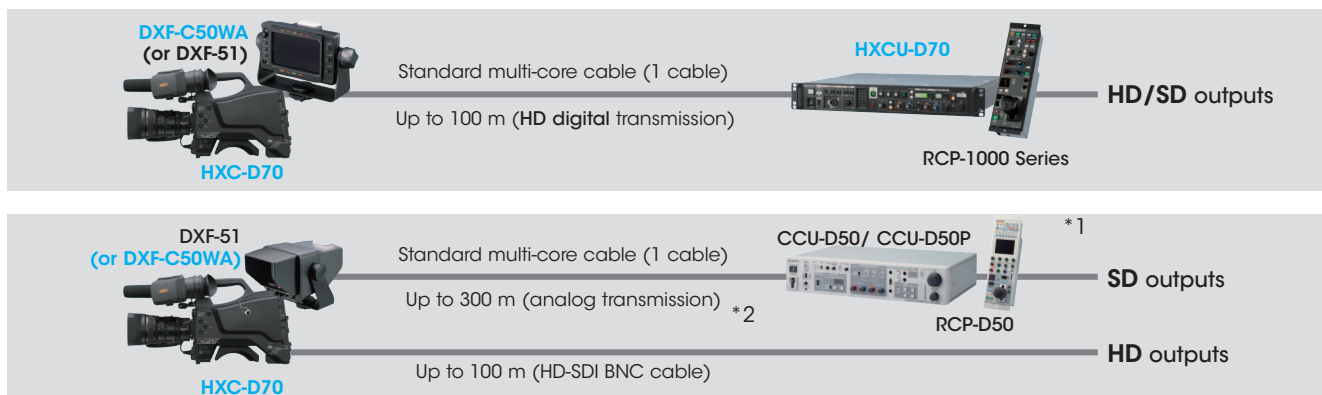 DXF-C50WA
(or DXF-51)
HXC-D70
Standard multi-core cable (1 cable)
Up to 100 m (HD digital transmission)
HXCU-D70
RCP-1000 Series
HD/SD outputs
DXF-51
(or DXF-C50WA)
HXC-D70
Standard multi-core cable (1 cable)
Up to 300 m (analog transmission) *2
CCU-D50/ CCU-D50P
*1
RCP-D50
SD outputs
Up to 100 m (HD-SDI BNC cable)
HD outputs